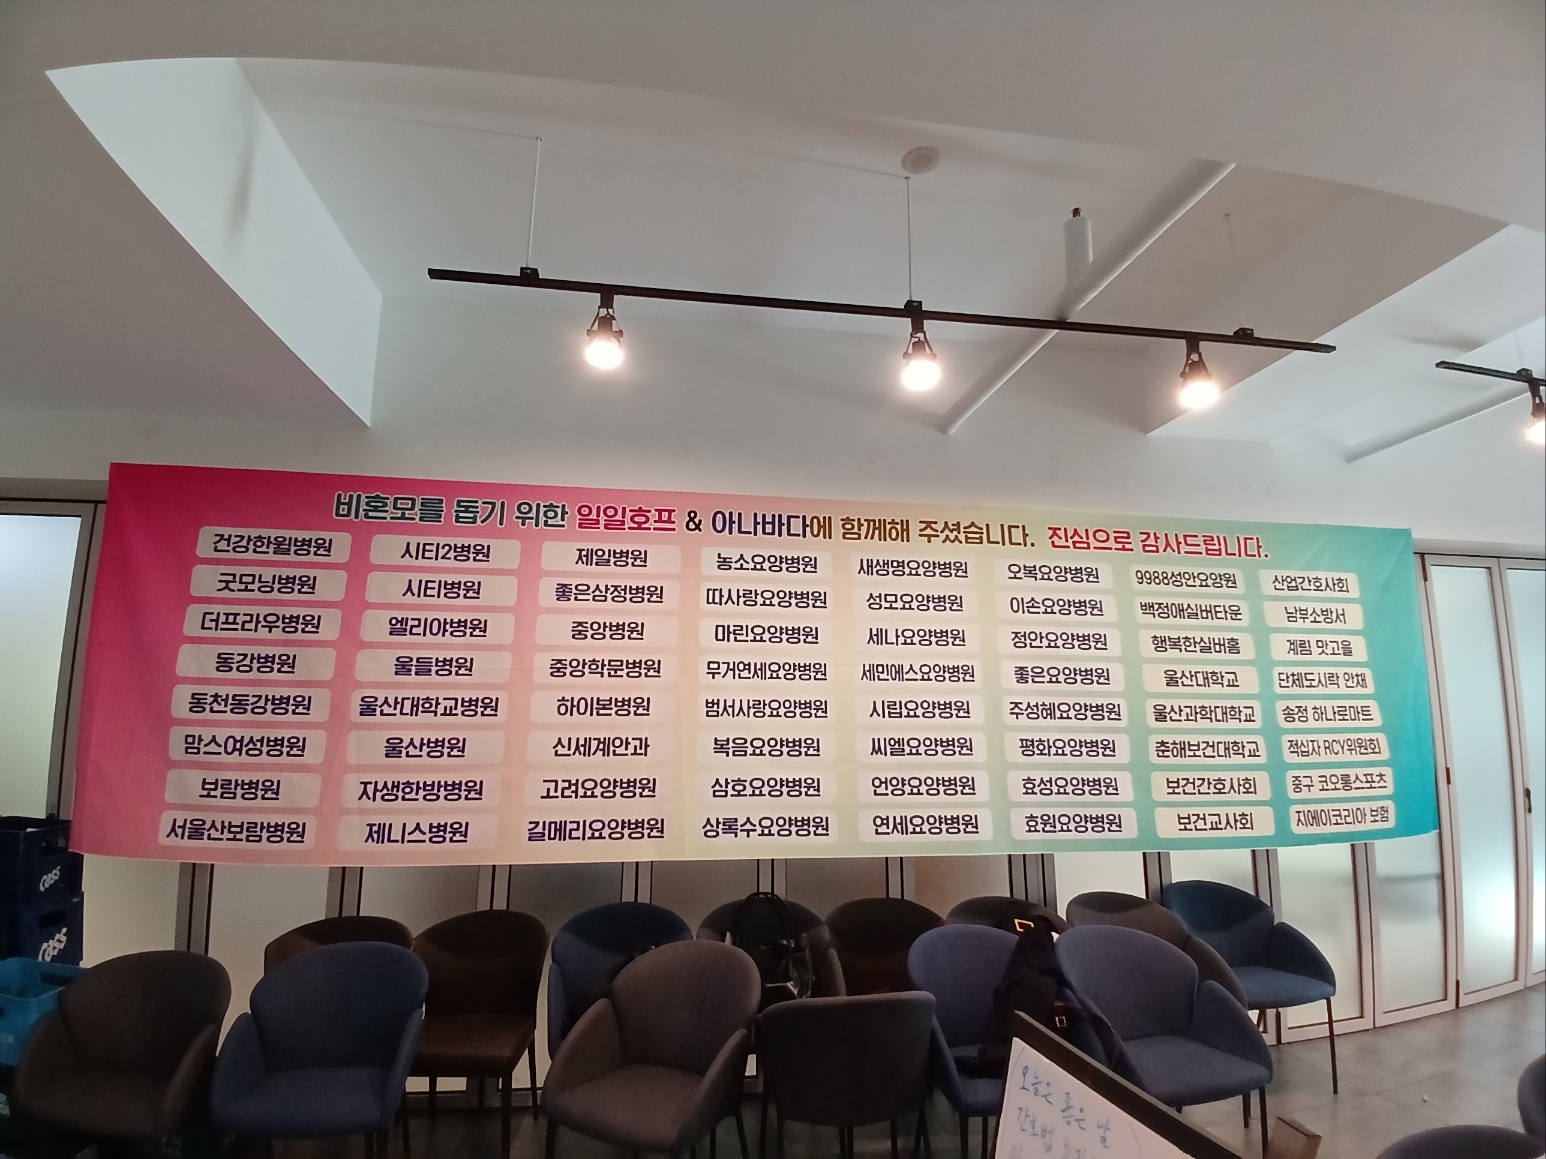 비혼모를 돕기 위한 일일호프 & 아나바다에 함께해 주셨습니다. 진심으로 감사드립니다.
건강한윌병원 시티2병원 제일병원 농소요양병원 새생명요양병원 오복요양병원 9988성안요양원 산업간호사회
굿모닝병원 시티병원 좋은삼정병원 따사랑요양병원 성모요양병원 이손요양병원 백정애실버타운 남부소방서
더프라우병원 엘리야병원 중앙병원 마린요양병원 세나요양병원 정안요양병원 행복한실버홈 계림 맛고을
동강병원 울들병원 중앙학문병원 무거연세요양병원 세민에스요양병원 좋은요양병원 울산대학교 단체도시락 안채
동천동강병원 울산대학교병원 하이본병원 범서사랑요양병원 시립요양병원 주성혜요양병원 울산과학대학교 송정 하나로마트
맘스여성병원 울산병원 신세계안과 복음요양병원 씨엘요양병원 평화요양병원 춘해보건대학교 적십자 RCY위원회
보람병원 자생한방병원 고려요양병원 삼호요양병원 언양요양병원 효성요양병원 보건간호사회 중구 코오롱스포츠
서울산보람병원 제니스병원 길메리요양병원 상록수요양병원 연세요양병원 효원요양병원 보건교사회 지에이코리아 보험
Cass
Cass
오늘은 좋은 날
간호법